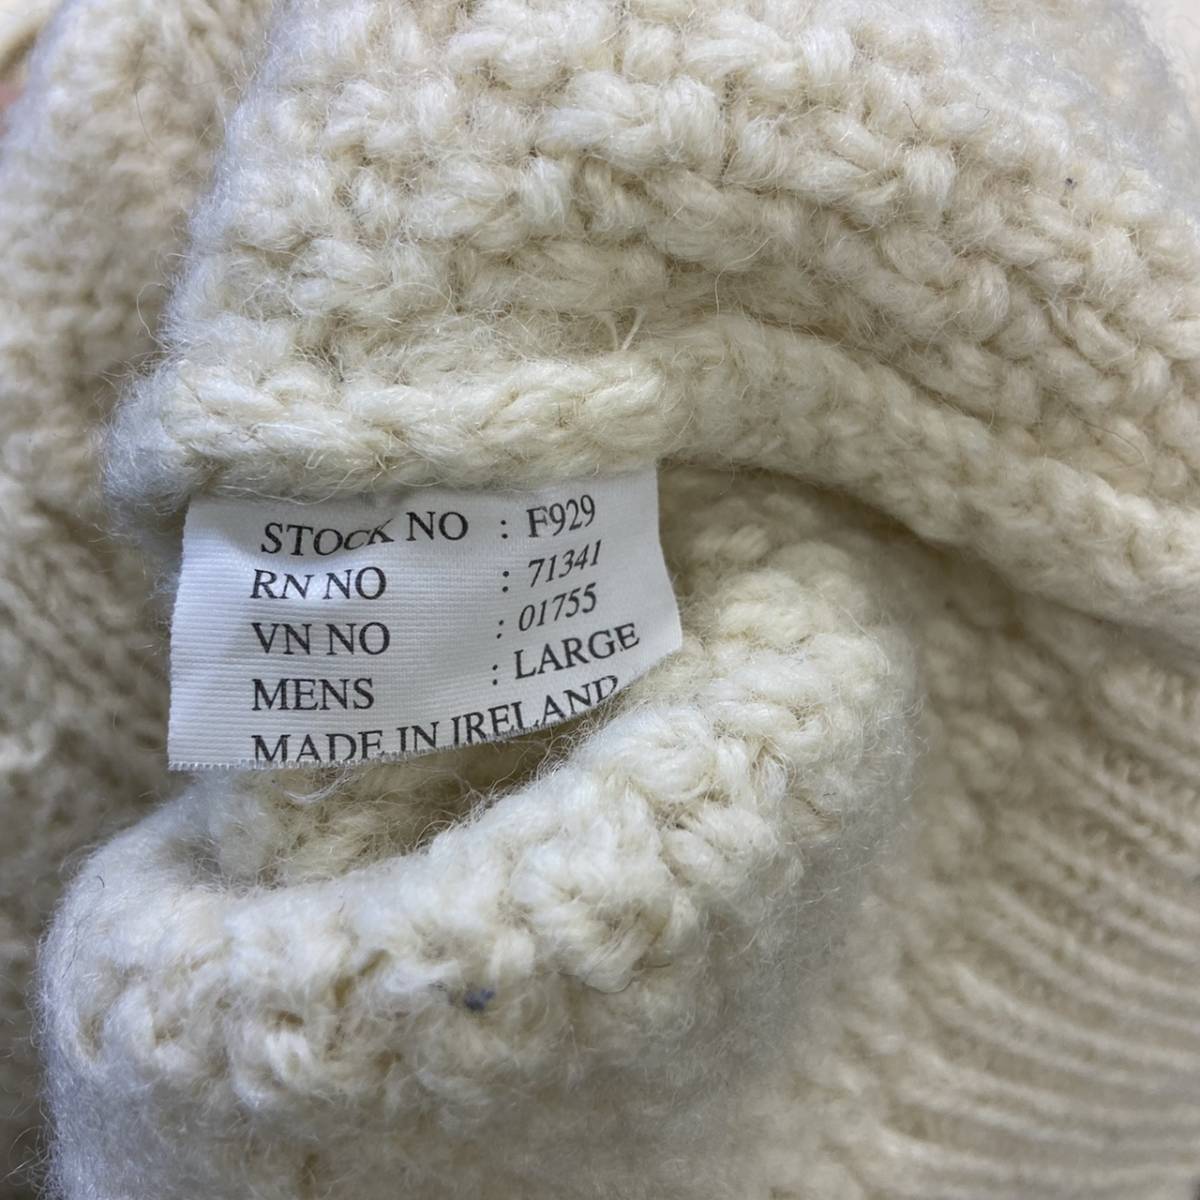 STOCK NO : F929
RN NO : 71341
VN NO : 01755
MENS : LARGE
MADE IN IRELAND